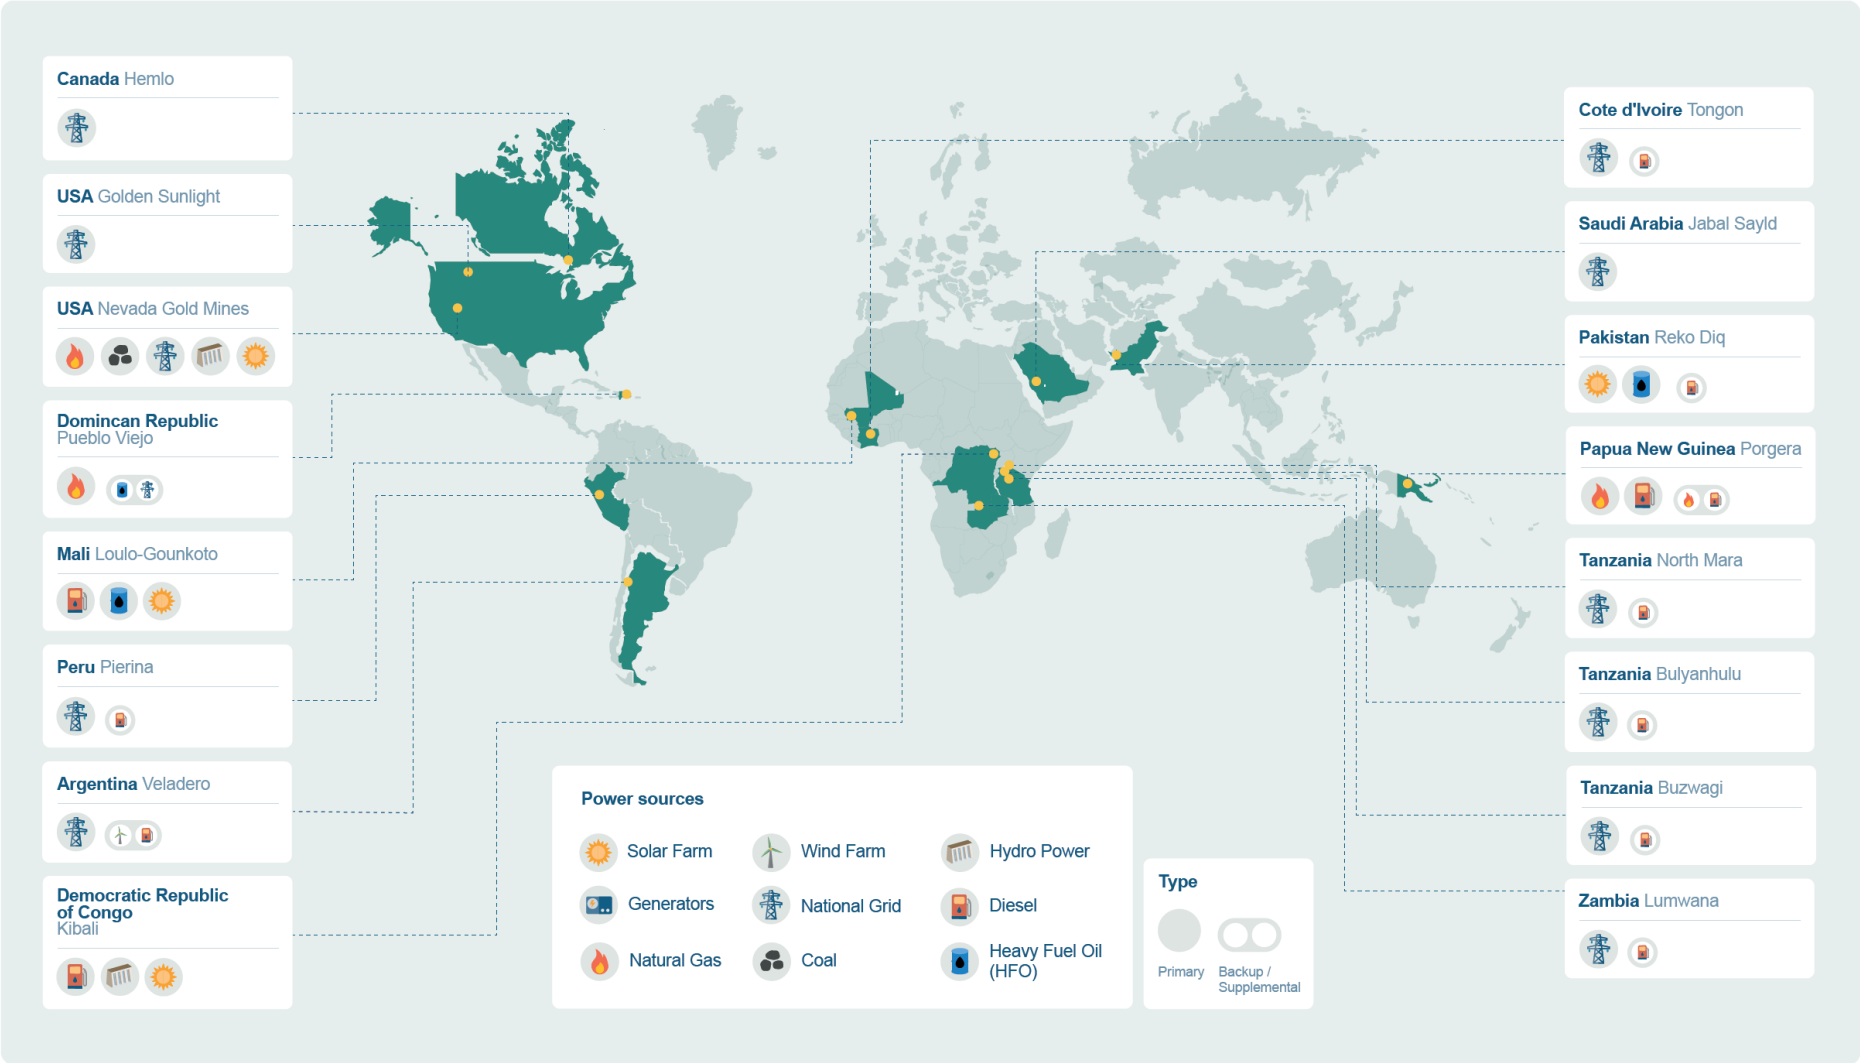 Canada Hemlo
USA Golden Sunlight
USA Nevada Gold Mines
Domincan Republic
Pueblo Viejo
Mali Loulo-Gounkoto
Peru Pierina
Argentina Veladero
Democratic Republic
of Congo
Kibali
Cote d'Ivoire Tongon
Saudi Arabia Jabal Sayld
Pakistan Reko Diq
Papua New Guinea Porgera
Tanzania North Mara
Tanzania Bulyanhulu
Tanzania Buzwagi
Zambia Lumwana
Power sources
Solar Farm
Wind Farm
Hydro Power
Generators
National Grid
Diesel
Natural Gas
Coal
Heavy Fuel Oil
(HFO)
Type
Primary
Backup /
Supplemental